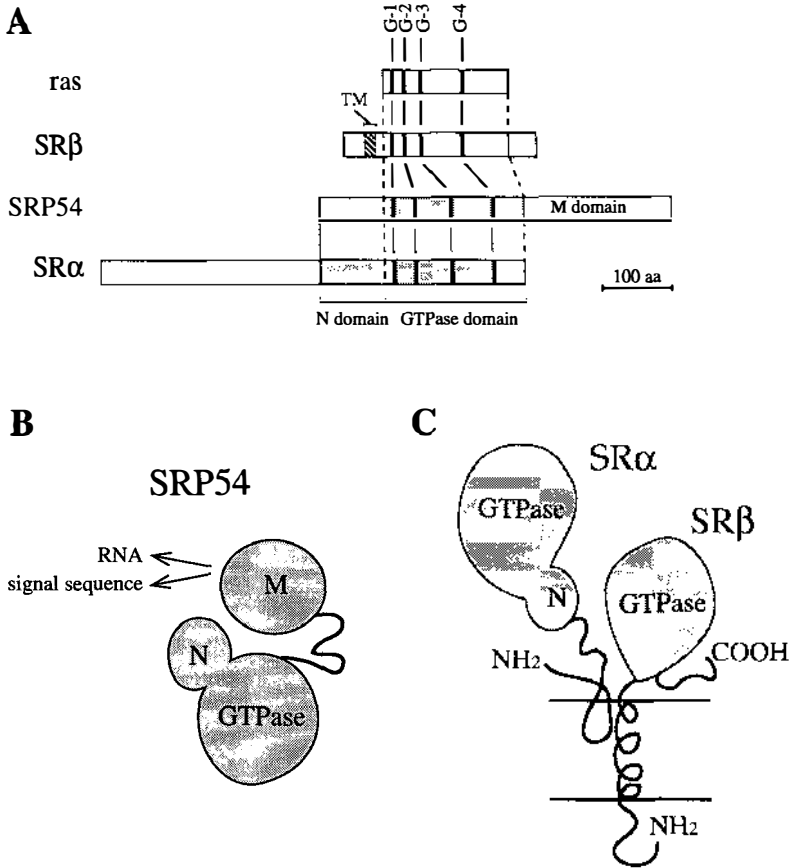 A
G-1
G-2
G-3
G-4
ras
TM
SRβ
SRP54
M domain
SRα
100 aa
N domain
GTPase domain
B
SRP54
RNA
signal sequence
M
N
GTPase
C
SRα
GTPase
N
SRβ
GTPase
NH2
COOH
NH2